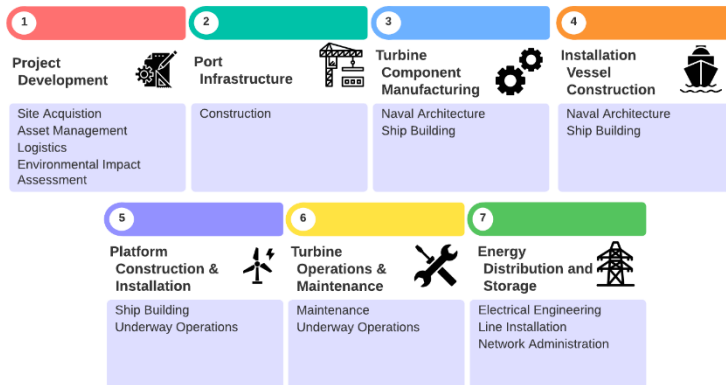 1
Project
Development
Site Acquistion
Asset Management
Logistics
Environmental Impact
Assessment
2
Port
Infrastructure
Construction
3
Turbine
Component
Manufacturing
Naval Architecture
Ship Building
4
Installation
Vessel
Construction
Naval Architecture
Ship Building
5
Platform
Construction &
Installation
Ship Building
Underway Operations
6
Turbine
Operations &
Maintenance
Maintenance
Underway Operations
7
Energy
Distribution and
Storage
Electrical Engineering
Line Installation
Network Administration